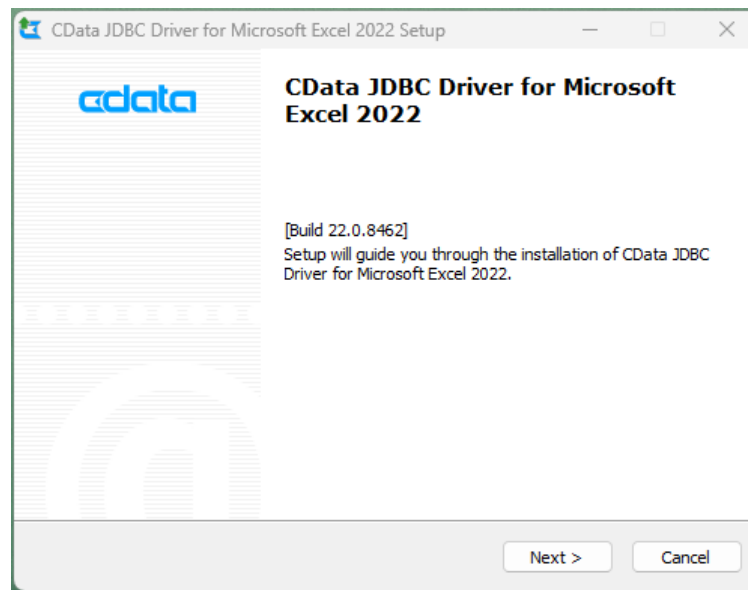 CData JDBC Driver for Microsoft Excel 2022 Setup
cdata
CData JDBC Driver for Microsoft
Excel 2022
[Build 22.0.8462]
Setup will guide you through the installation of CData JDBC
Driver for Microsoft Excel 2022.
Next >
Cancel